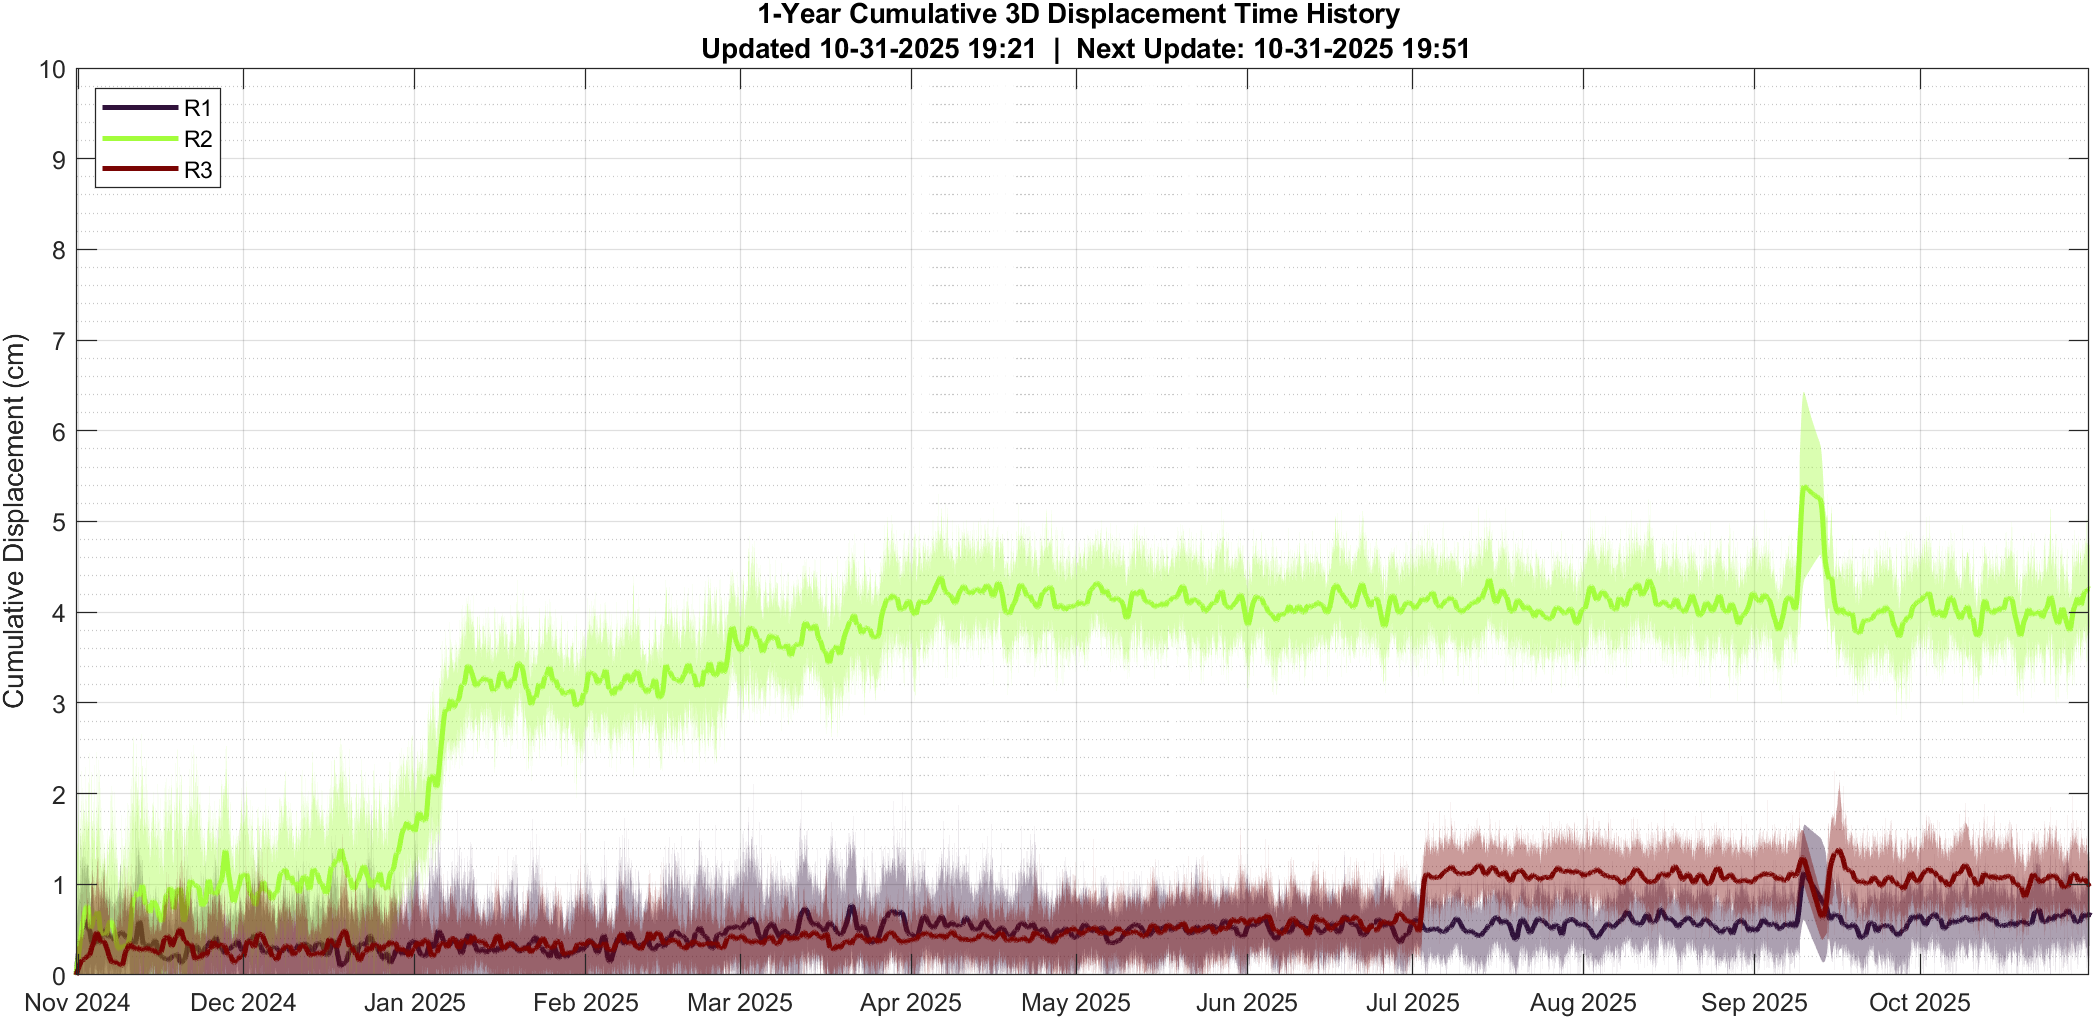 1-Year Cumulative 3D Displacement Time History
Updated 10-31-2025 19:21 | Next Update: 10-31-2025 19:51
R1
R2
R3
Cumulative Displacement (cm)
10
9
8
7
6
5
4
3
2
1
0
Nov 2024 Dec 2024 Jan 2025 Feb 2025 Mar 2025 Apr 2025 May 2025 Jun 2025 Jul 2025 Aug 2025 Sep 2025 Oct 2025